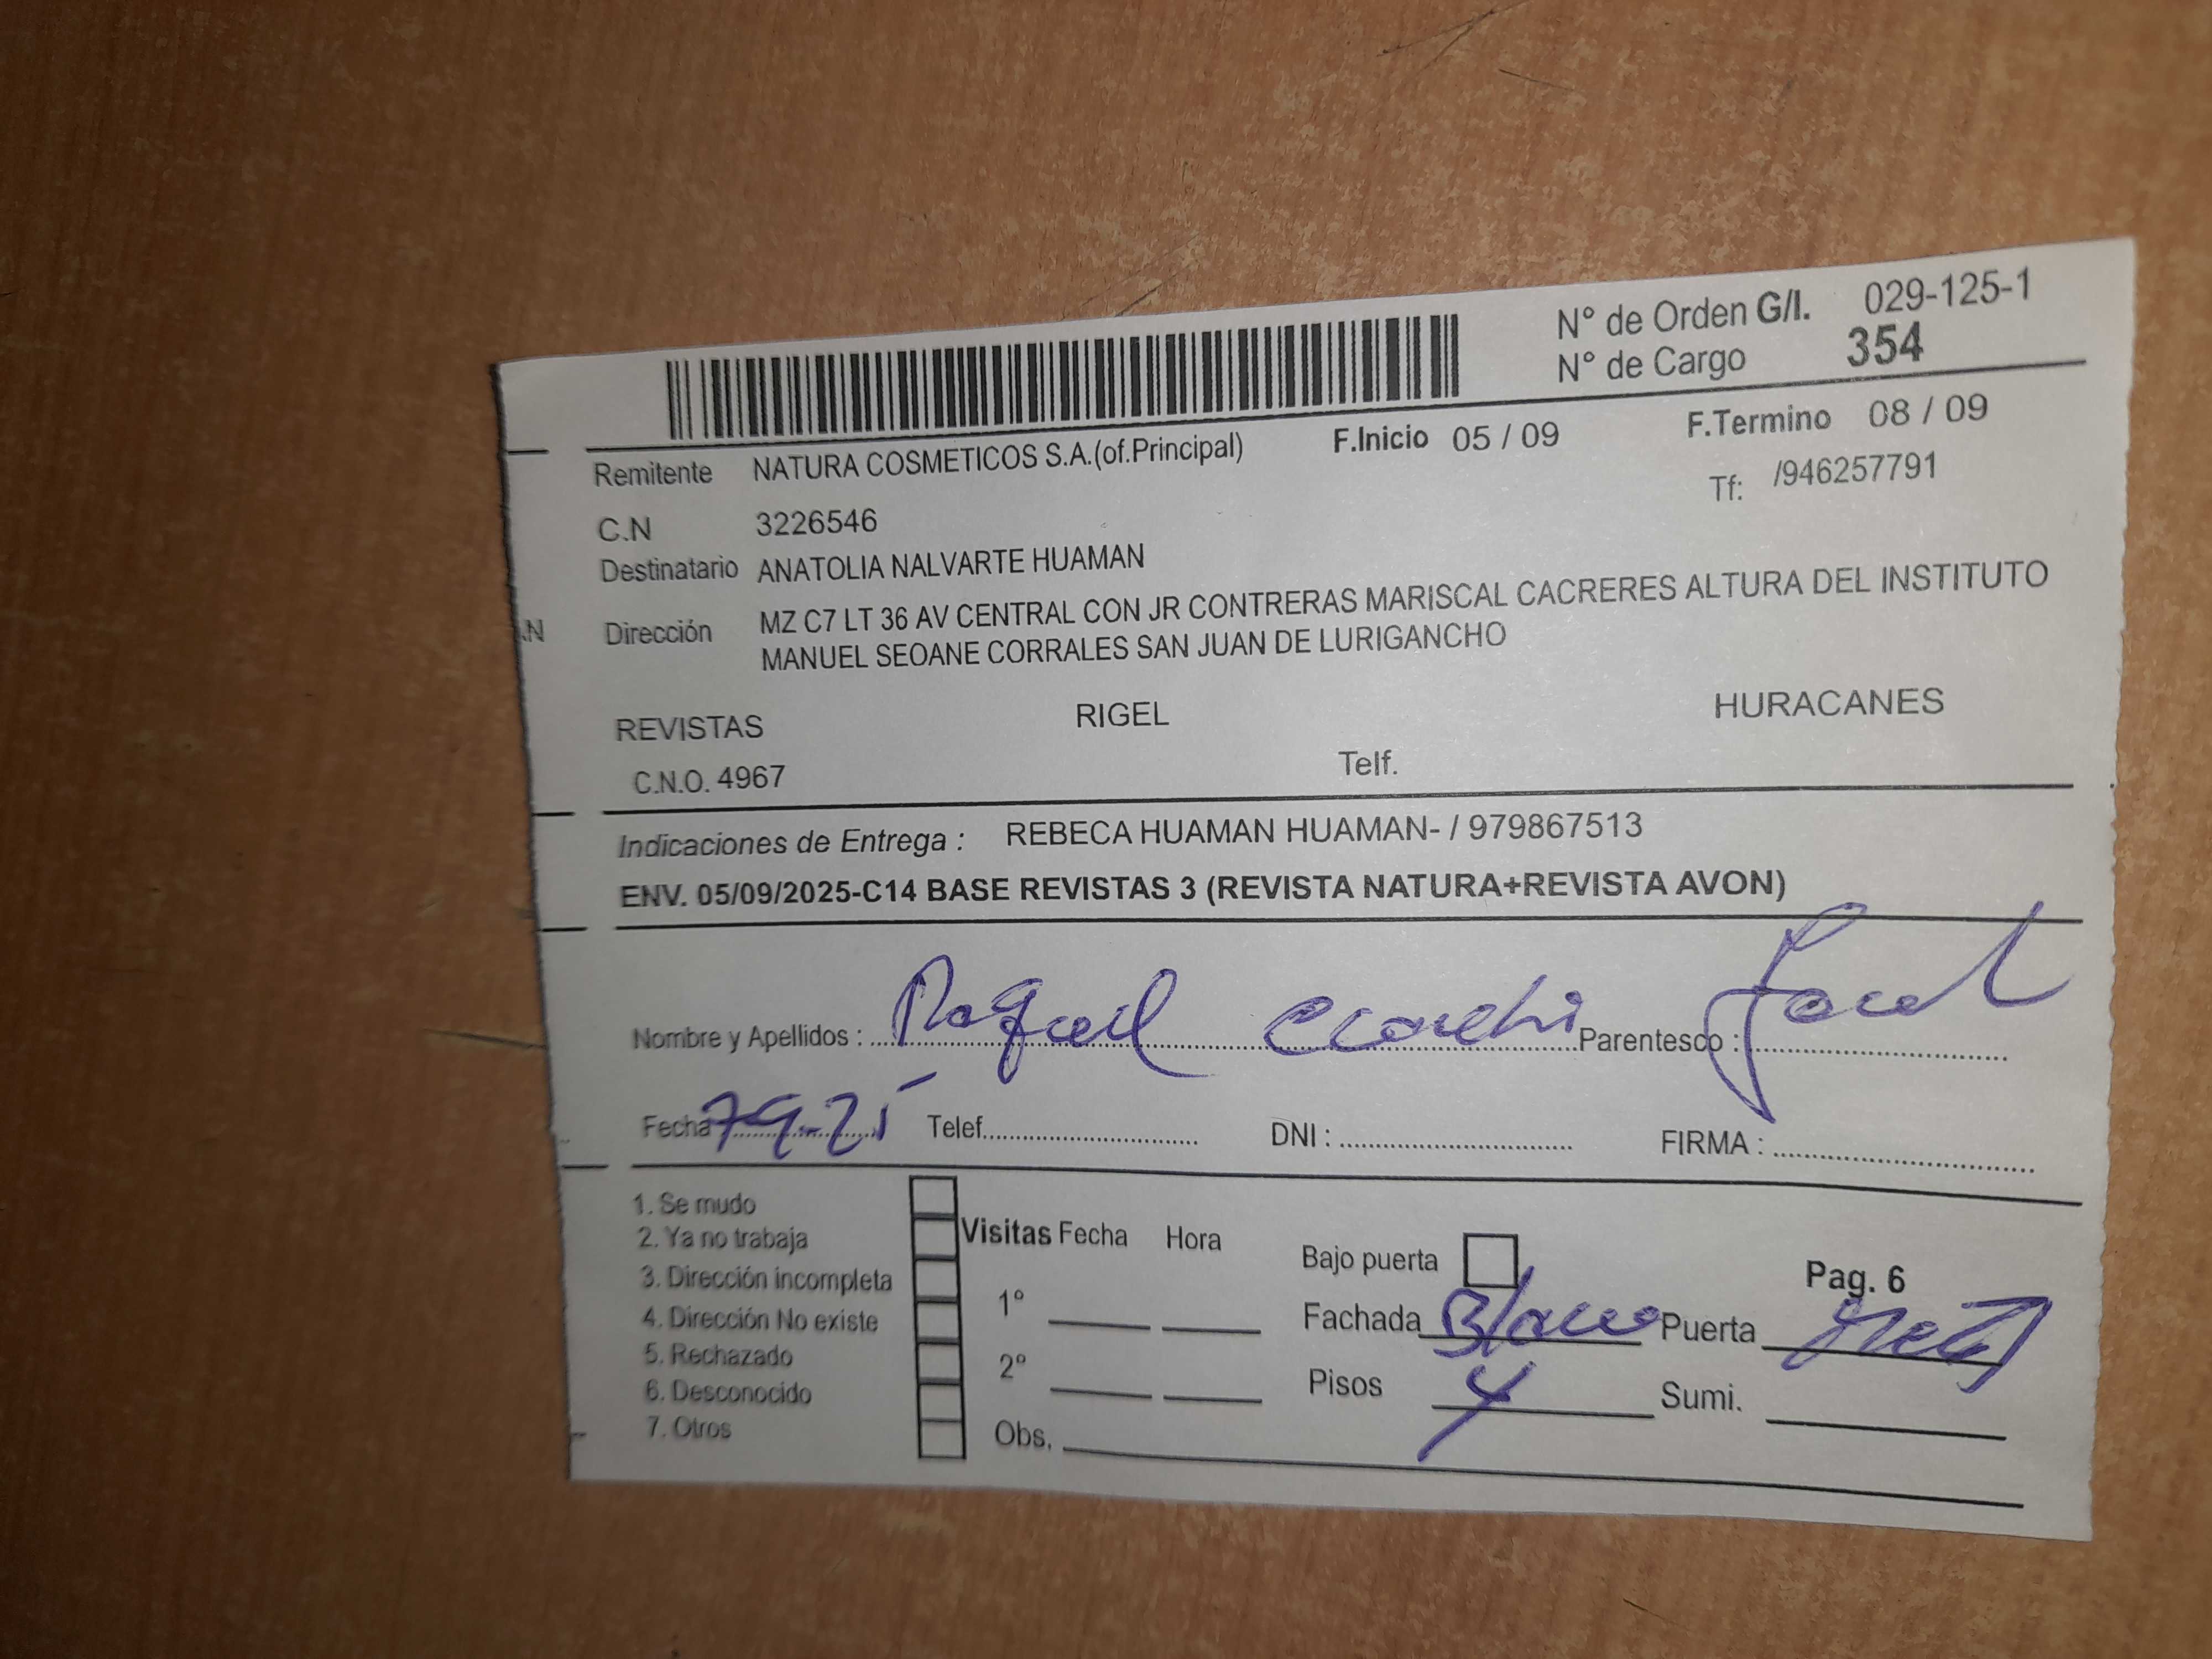 N° de Orden G/I. 029-125-1
N° de Cargo 354
Remitente NATURA COSMETICOS S.A.(of.Principal) F.Inicio 05 / 09 F.Termino 08 / 09
Tf: /946257791
C.N 3226546
Destinatario ANATOLIA NALVARTE HUAMAN
.N
Dirección MZ C7 LT 36 AV CENTRAL CON JR CONTRERAS MARISCAL CACRERES ALTURA DEL INSTITUTO
MANUEL SEOANE CORRALES SAN JUAN DE LURIGANCHO
REVISTAS RIGEL HURACANES
C.N.O. 4967 Telf.
Indicaciones de Entrega : REBECA HUAMAN HUAMAN- / 979867513
ENV. 05/09/2025-C14 BASE REVISTAS 3 (REVISTA NATURA+REVISTA AVON)
Nombre y Apellidos : Raquel Parentesco :
Fecha 7-9-25 Telef. DNI : FIRMA :
1. Se mudo
2. Ya no trabaja
3. Dirección incompleta
4. Dirección No existe
5. Rechazado
6. Desconocido
7. Otros
Visitas Fecha Hora
1°
2°
Obs.
Bajo puerta Pag. 6
Fachada Blanco Puerta
Pisos 4 Sumi.